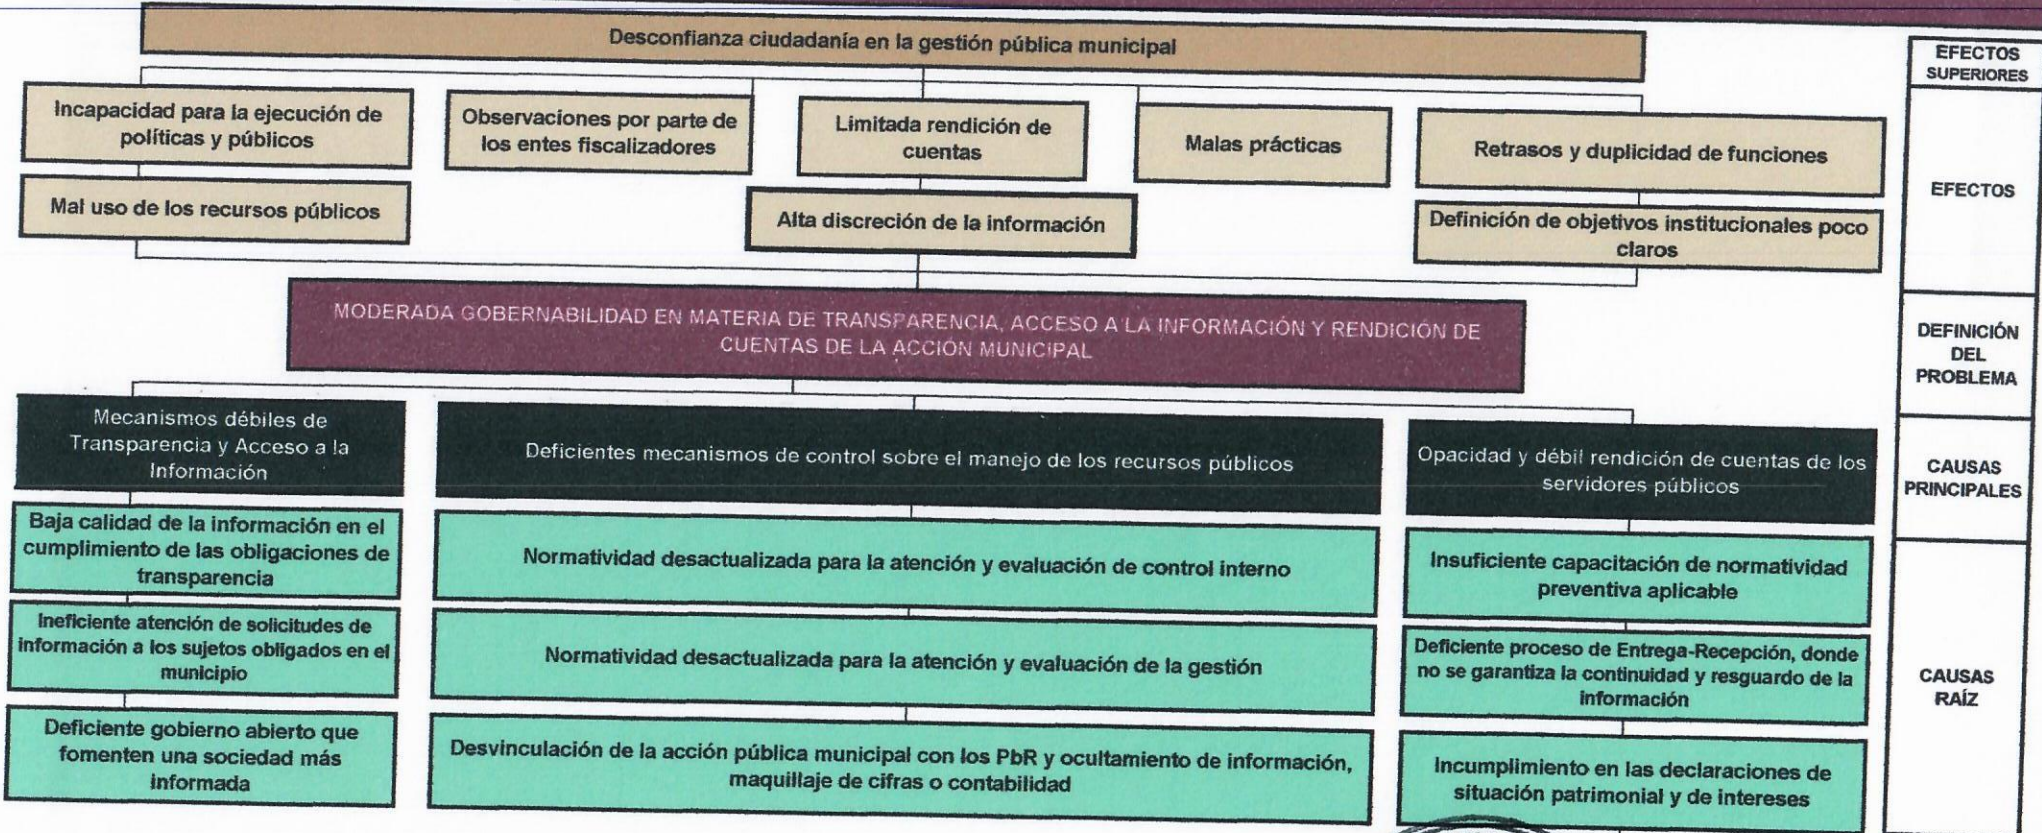 Desconfianza ciudadanía en la gestión pública municipal
EFECTOS
SUPERIORES
Incapacidad para la ejecución de
políticas y públicos
Observaciones por parte de
los entes fiscalizadores
Limitada rendición de
cuentas
Malas prácticas
Retrasos y duplicidad de funciones
EFECTOS
Mal uso de los recursos públicos
Alta discreción de la información
Definición de objetivos institucionales poco
claros
MODERADA GOBERNABILIDAD EN MATERIA DE TRANSPARENCIA, ACCESO A LA INFORMACIÓN Y RENDICIÓN DE
CUENTAS DE LA ACCIÓN MUNICIPAL
DEFINICIÓN
DEL
PROBLEMA
Mecanismos débiles de
Transparencia y Acceso a la
Información
Deficientes mecanismos de control sobre el manejo de los recursos públicos
Opacidad y débil rendición de cuentas de los
servidores públicos
CAUSAS
PRINCIPALES
Baja calidad de la información en el
cumplimiento de las obligaciones de
transparencia
Normatividad desactualizada para la atención y evaluación de control interno
Insuficiente capacitación de normatividad
preventiva aplicable
Ineficiente atención de solicitudes de
información a los sujetos obligados en el
municipio
Normatividad desactualizada para la atención y evaluación de la gestión
Deficiente proceso de Entrega-Recepción, donde
no se garantiza la continuidad y resguardo de la
información
CAUSAS
RAÍZ
Deficiente gobierno abierto que
fomenten una sociedad más
informada
Desvinculación de la acción pública municipal con los PbR y ocultamiento de información,
maquillaje de cifras o contabilidad
Incumplimiento en las declaraciones de
situación patrimonial y de intereses